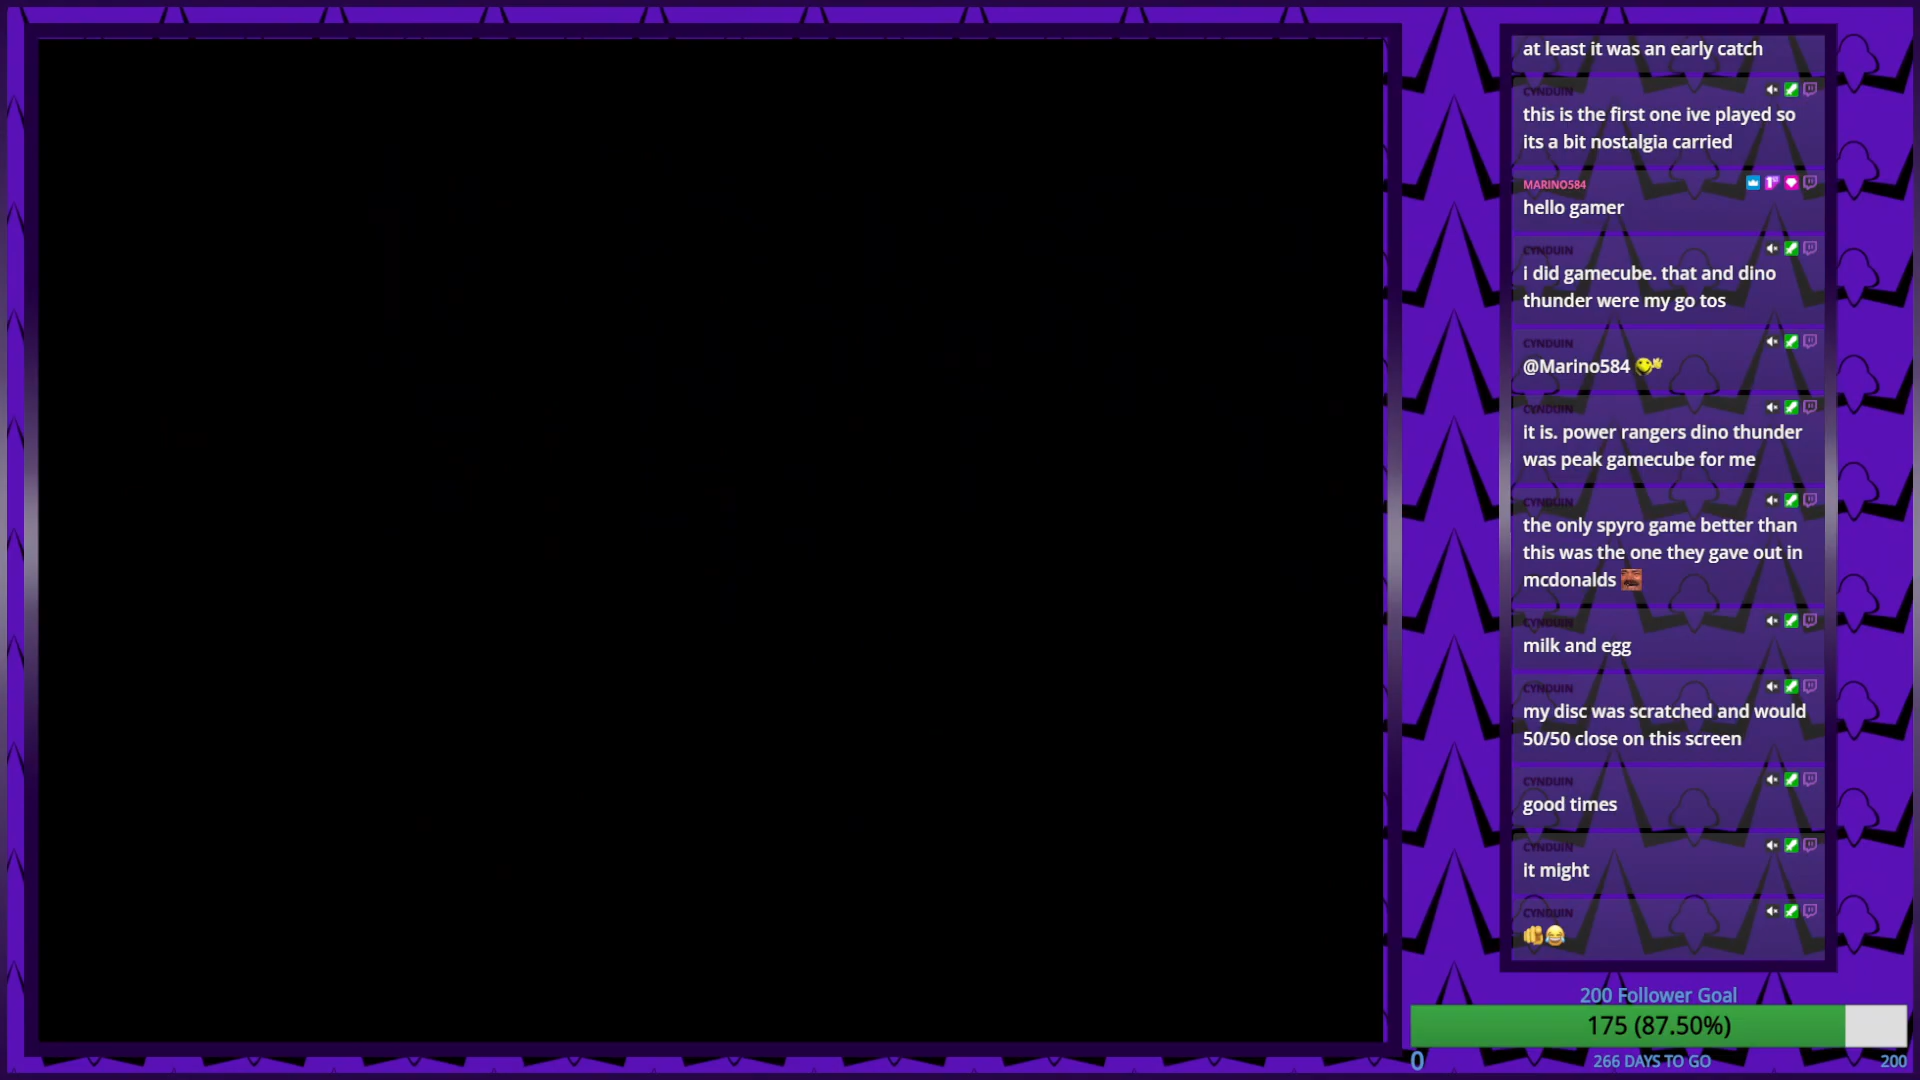 at least it was an early catch
CYNDUIN
this is the first one ive played so
its a bit nostalgia carried
MARINO584
hello gamer
CYNDUIN
i did gamecube. that and dino
thunder were my go tos
CYNDUIN
@Marino584
CYNDUIN
it is. power rangers dino thunder
was peak gamecube for me
CYNDUIN
the only spyro game better than
this was the one they gave out in
mcdonalds
CYNDUIN
milk and egg
CYNDUIN
my disc was scratched and would
50/50 close on this screen
CYNDUIN
good times
CYNDUIN
it might
CYNDUIN
200 Follower Goal
175 (87.50%)
0
266 DAYS TO GO
200